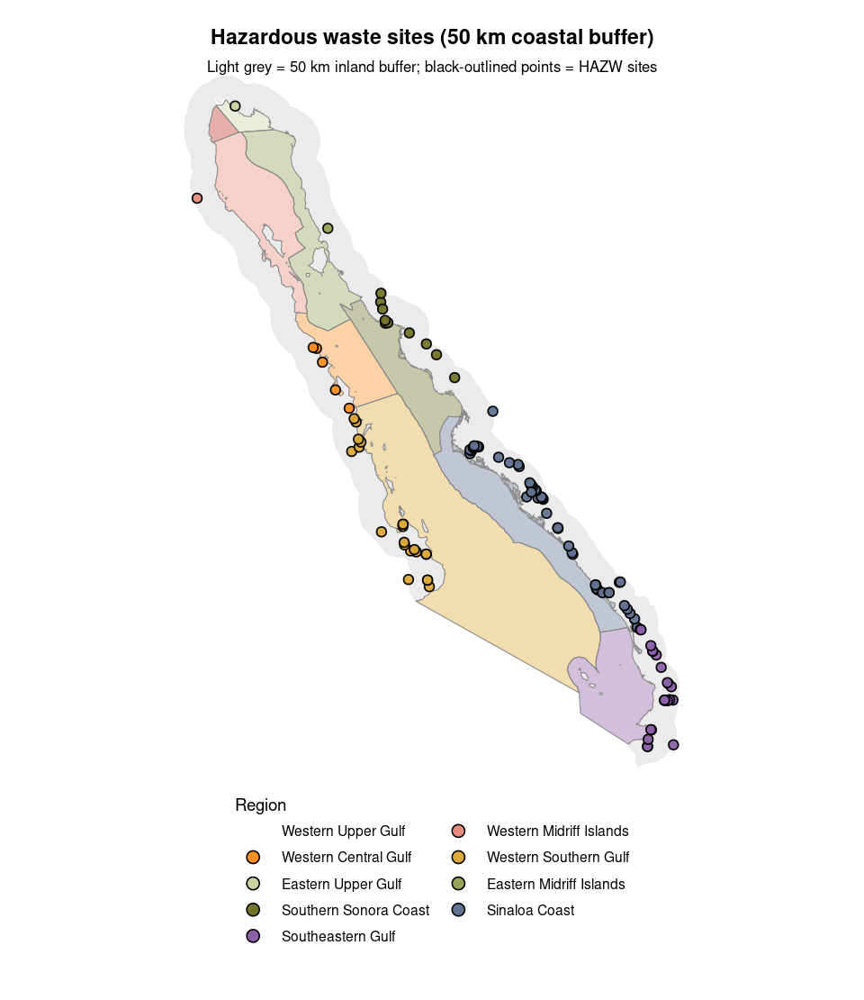 Hazardous waste sites (50 km coastal buffer)
Light grey = 50 km inland buffer; black-outlined points = HAZW sites
Region
Western Upper Gulf
Western Midriff Islands
Western Central Gulf
Western Southern Gulf
Eastern Upper Gulf
Eastern Midriff Islands
Southern Sonora Coast
Sinaloa Coast
Southeastern Gulf